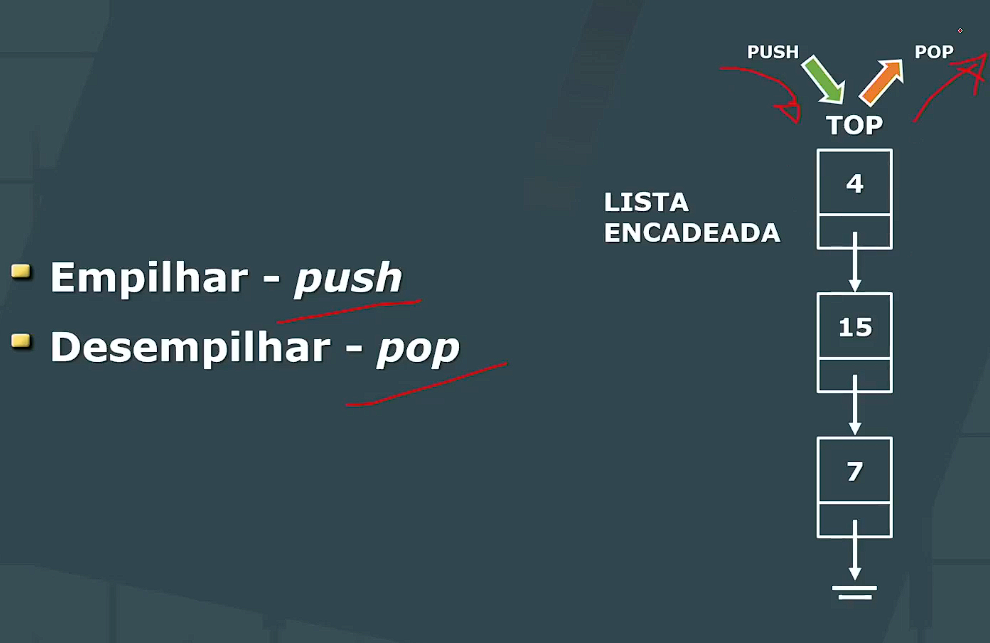 PUSH
POP
TOP
4
LISTA
ENCADEADA
Empilhar - push
15
Desempilhar - pop
7